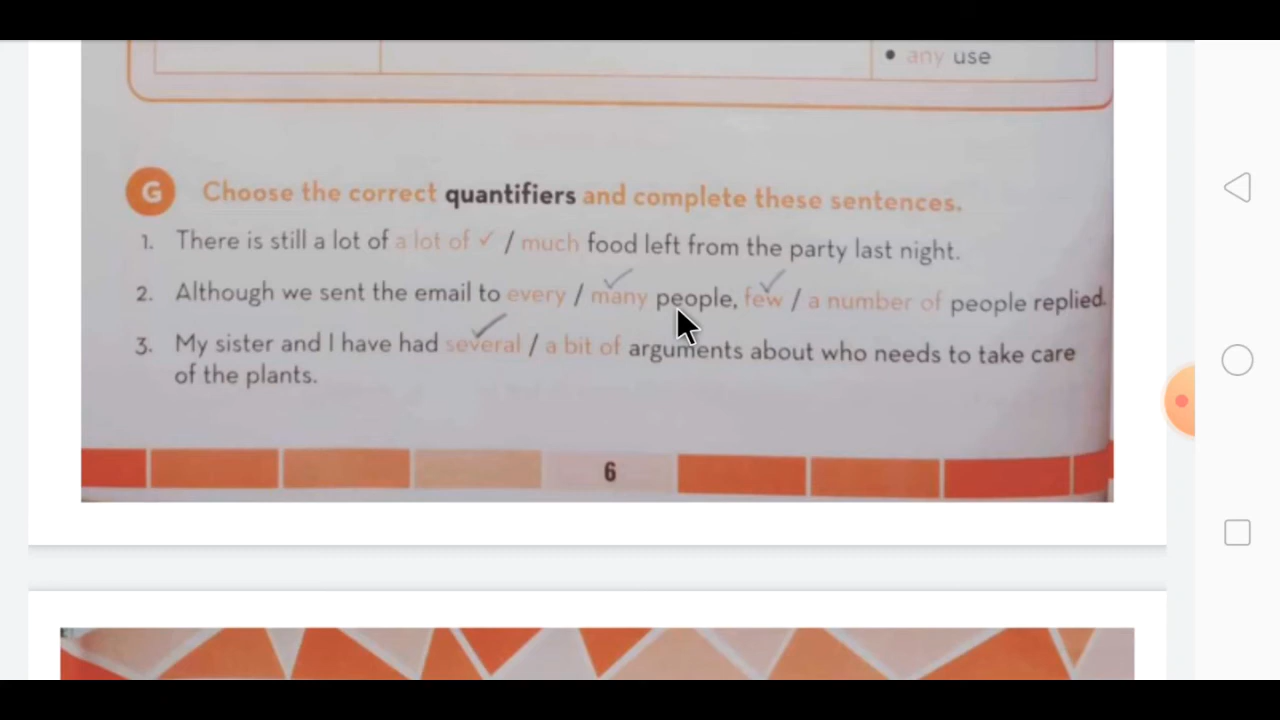 • any use
G Choose the correct quantifiers and complete these sentences.
1. There is still a lot of a lot of ✓ / much food left from the party last night.
2. Although we sent the email to every / many people, few / a number of people replied.
3. My sister and I have had several / a bit of arguments about who needs to take care
of the plants.
6